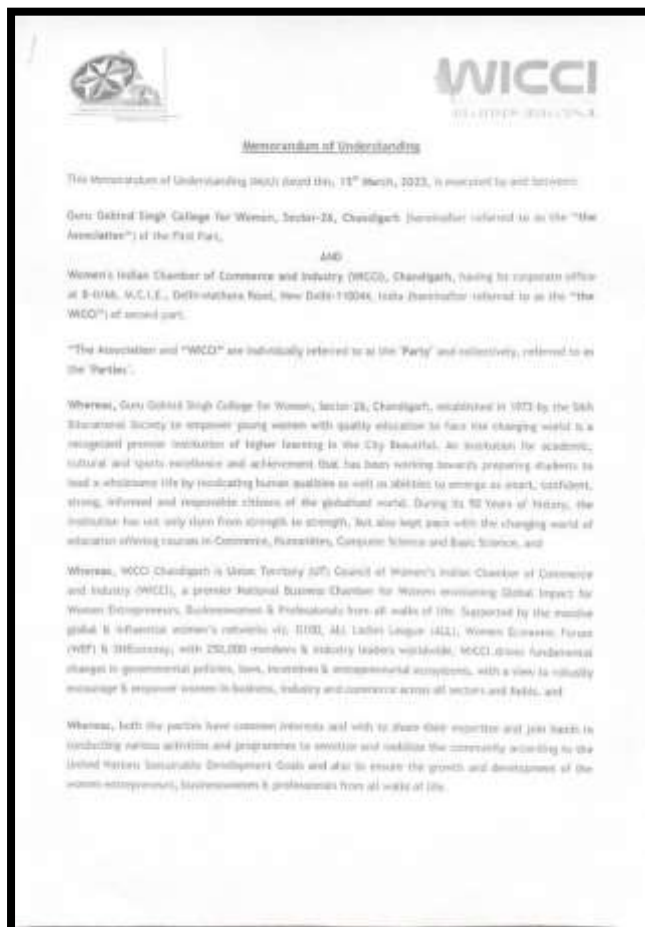 WICCI
Memorandum of Understanding
This Memorandum of Understanding (MoU) dated this, 15th March, 2023, is executed by and between:
Guru Gobind Singh College for Women, Sector-26, Chandigarh (hereinafter referred to as the "the
Association") of the First Part,
AND
Women's Indian Chamber of Commerce and Industry (WICCI), Chandigarh, having its corporate office
at M.C.I.E., Delhi-Mathura Road, New Delhi-110044, India (hereinafter referred to as the "the
WICCI") of second part.
"The Association and "WICCI" are individually referred to as the 'Party' and collectively, referred to as
the 'Parties'.
Whereas, Guru Gobind Singh College for Women, Sector-26, Chandigarh, established in 1973 by the Sikh
Educational Society to empower young women with quality education to face the changing world is a
recognized premier institution of higher learning in the City Beautiful. An institution for academic,
cultural and sports excellence and achievement that has been working towards preparing students to
lead a wholesome life by inculcating human qualities as well as abilities to emerge as smart, confident,
strong, informed and responsible citizens of the globalised world. During its 50 Years of history, the
institution has not only from strength to strength, but also kept pace with the changing world of
education offering courses in Commerce, Humanities, Computer Science and Basic Science, and
Whereas, WICCI Chandigarh is Union Territory (UT) Council of Women's Indian Chamber of Commerce
and Industry (WICCI), a premier National Business Chamber for Women envisioning Global Impact for
Women Entrepreneurs, Businesswomen & Professionals from all walks of life. Supported by the massive
global & influential women's networks viz. G100, ALL Ladies League (ALL), Women Economic Forum
(WEF) & SHEconomy, with 250,000 members & industry leaders worldwide, WICCI drives fundamental
changes in governmental policies, laws, incentives & entrepreneurial ecosystems, with a view to robustly
encourage & empower women in business, industry and commerce across all sectors and fields, and
Whereas, both the parties have common interests and wish to share their expertise and join hands in
conducting various activities and programmes to sensitize and mobilize the community according to the
United Nations Sustainable Development Goals and also to ensure the growth and development of the
women entrepreneurs, businesswomen & professionals from all walks of life.